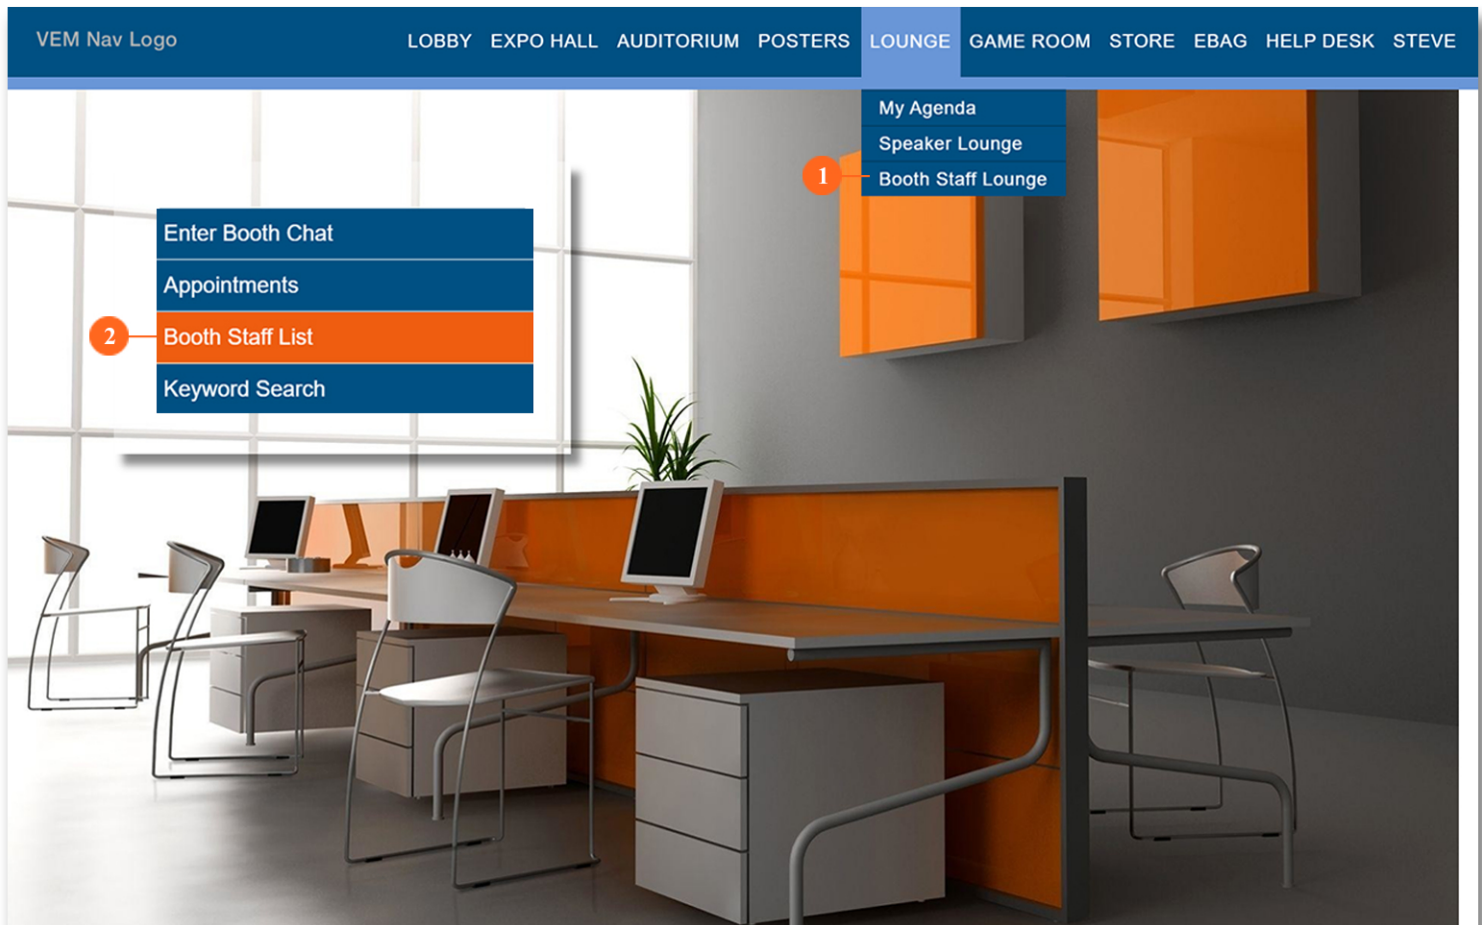 VEM Nav Logo
LOBBY EXPO HALL AUDITORIUM POSTERS LOUNGE GAME ROOM STORE EBAG HELP DESK STEVE
My Agenda
Speaker Lounge
1 Booth Staff Lounge
Enter Booth Chat
Appointments
2 Booth Staff List
Keyword Search